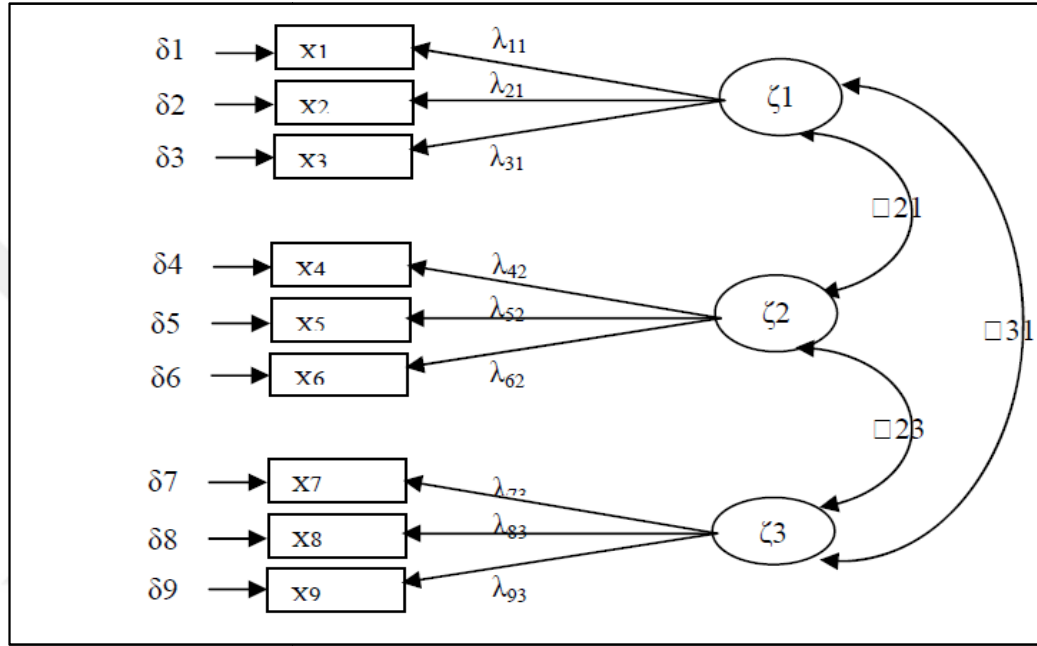 δ1 x1 λ11
δ2 x2 λ21 ζ1
δ3 x3 λ31
□21
δ4 x4 λ42
δ5 x5 λ52 ζ2
δ6 x6 λ62
□31
□23
δ7 x7 λ73
δ8 x8 λ83 ζ3
δ9 x9 λ93